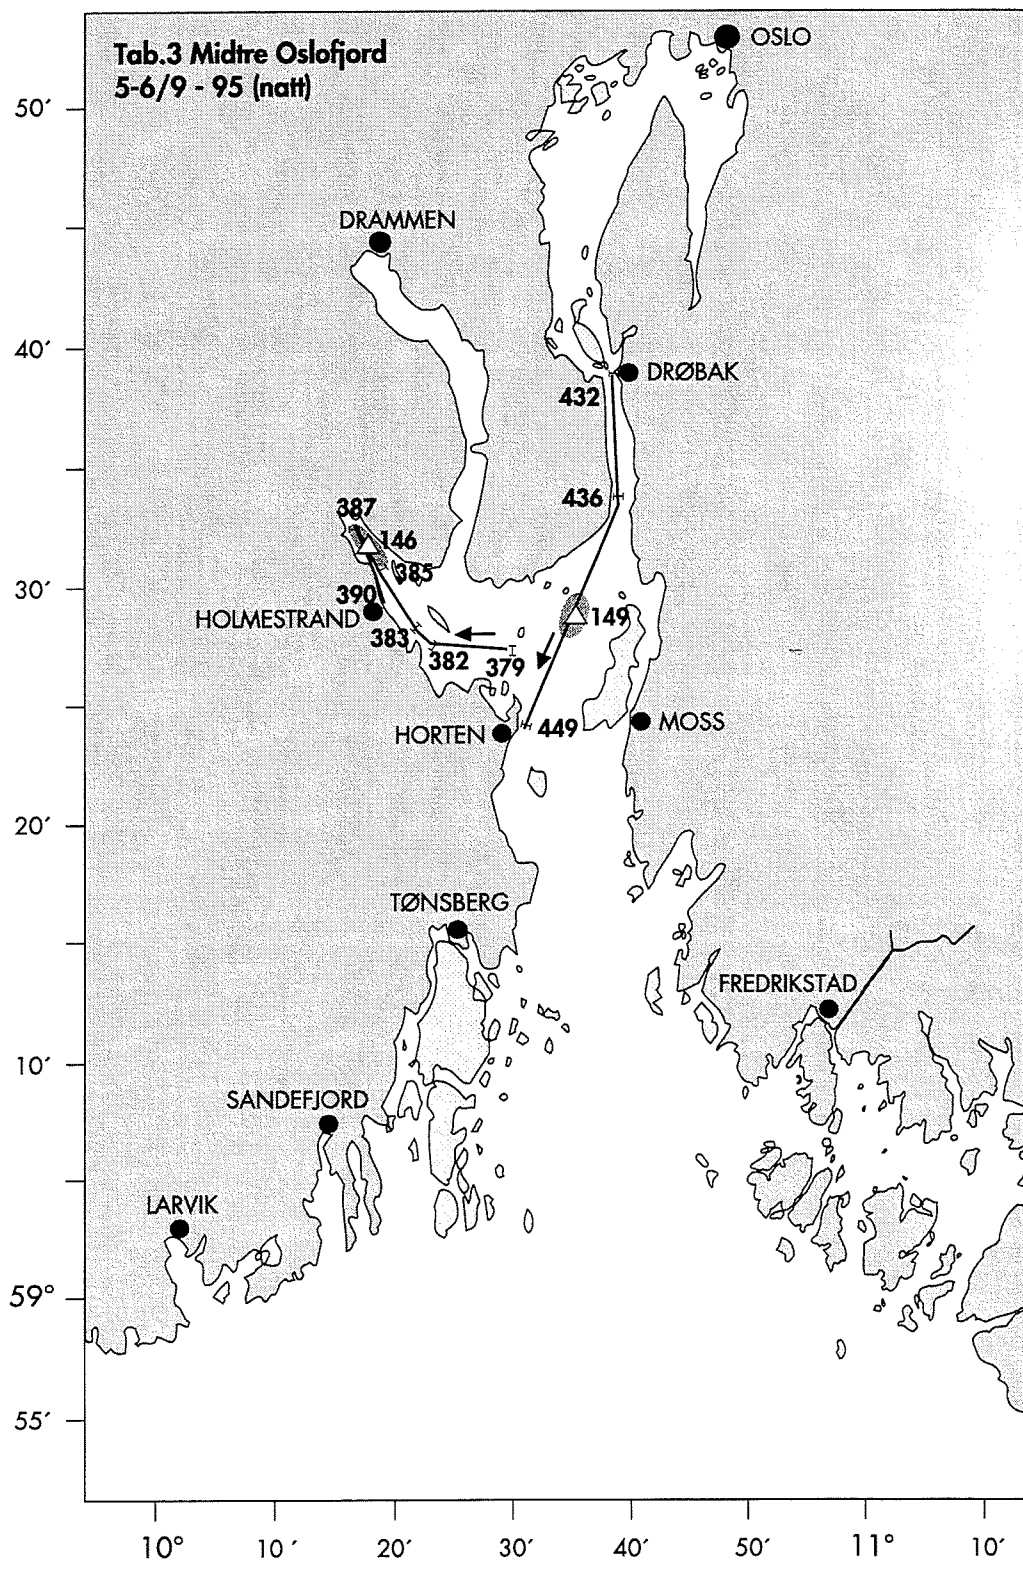 Tab.3 Midtre Oslofjord
5-6/9 - 95 (natt)
OSLO
50′
DRAMMEN
40′
DRØBAK
432
436
387
146
385
30′
390
HOLMESTRAND
149
383
382
379
HORTEN
449
MOSS
20′
TØNSBERG
FREDRIKSTAD
10′
SANDEFJORD
LARVIK
59°
55′
10° 10′ 20′ 30′ 40′ 50′ 11° 10′